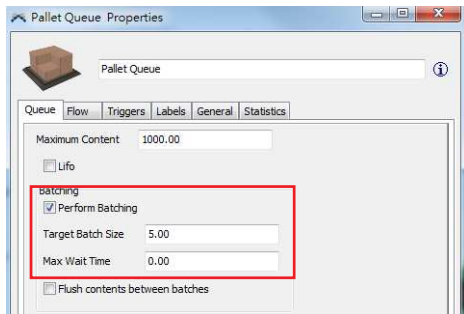 Pallet Queue Properties
Pallet Queue
Queue Flow Triggers Labels General Statistics
Maximum Content 1000.00
Lifo
Batching
Perform Batching
Target Batch Size 5.00
Max Wait Time 0.00
Flush contents between batches